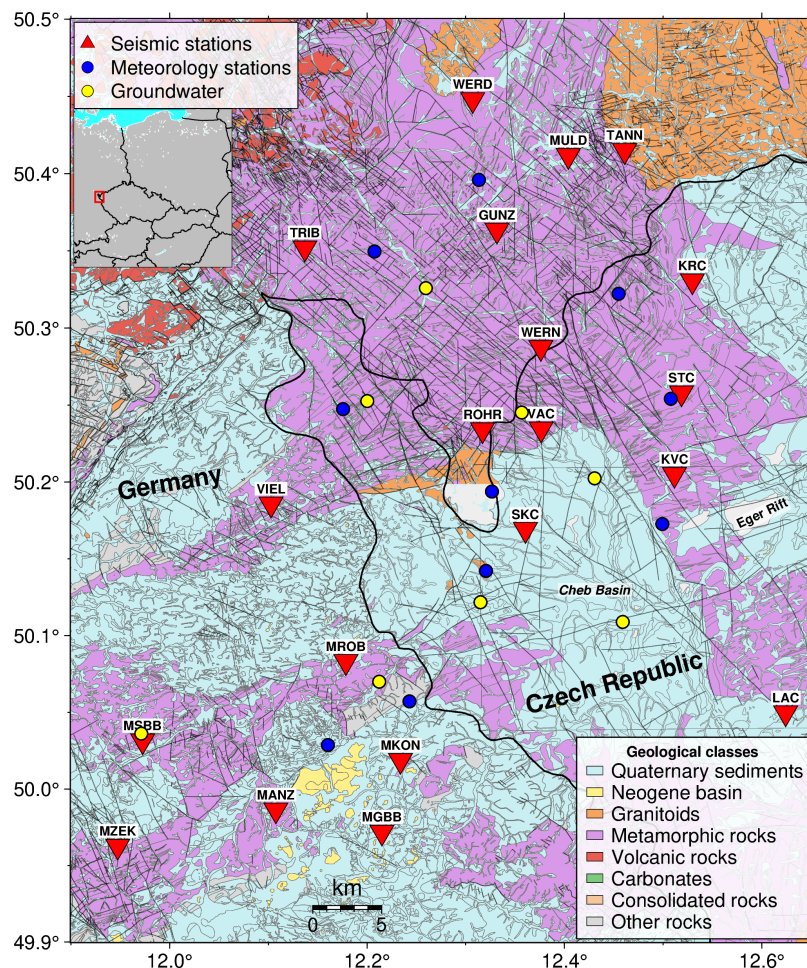 50.5°
Seismic stations
Meteorology stations
Groundwater
WERD
MULD
TANN
50.4°
GUNZ
TRIB
KRC
50.3°
WERN
STC
ROHR
VAC
KVC
50.2°
Germany
VIEL
SKC
Eger Rift
Cheb Basin
50.1°
MROB
Czech Republic
LAC
MSBB
MKON
50.0°
MANZ
MGBB
MZEK
km
0 5
Geological classes
Quaternary sediments
Neogene basin
Granitoids
Metamorphic rocks
Volcanic rocks
Carbonates
Consolidated rocks
Other rocks
49.9°
12.0° 12.2° 12.4° 12.6°